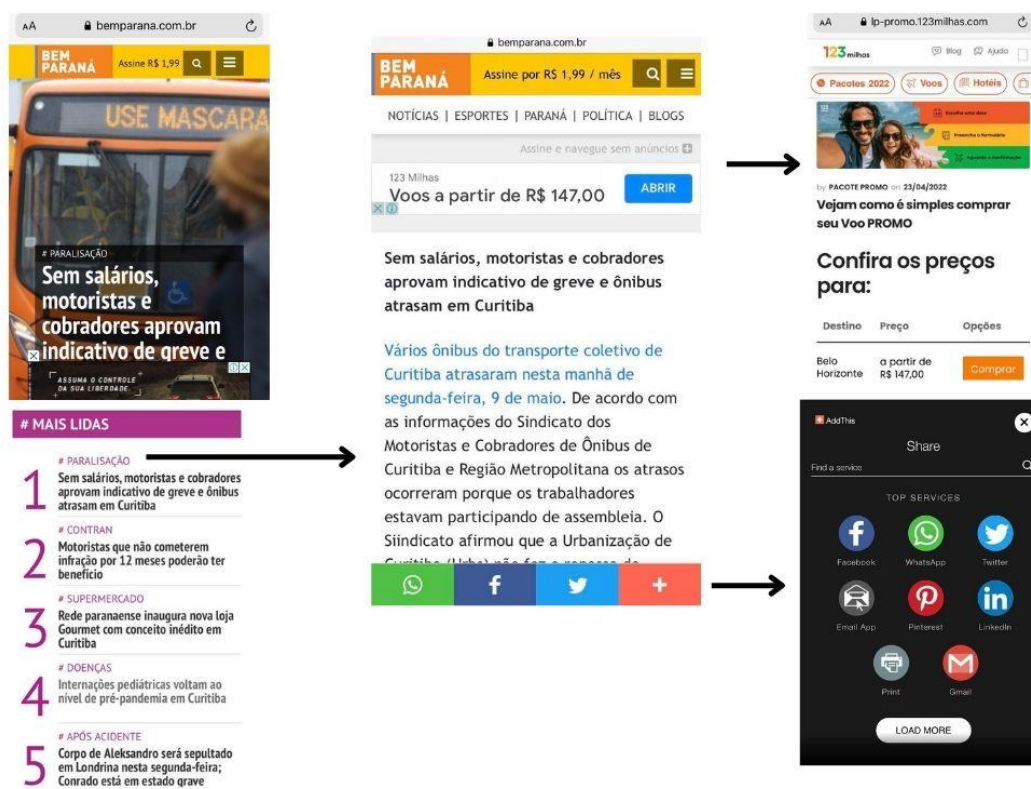 AA bemparana.com.br
BEM
PARANÁ
Assine R$ 1,99
USE MASCARA
# PARALISAÇÃO
Sem salários,
motoristas e
cobradores aprovam
indicativo de greve e
ASSUMA O CONTROLE
DA SUA LIBERDADE
# MAIS LIDAS
1
# PARALISAÇÃO
Sem salários, motoristas e cobradores
aprovam indicativo de greve e ônibus
atrasam em Curitiba
2
# CONTRAN
Motoristas que não cometerem
infração por 12 meses poderão ter
benefício
3
# SUPERMERCADO
Rede paranaense inaugura nova loja
Gourmet com conceito inédito em
Curitiba
4
# DOENÇAS
Internações pediátricas voltam ao
nível de pré-pandemia em Curitiba
5
# APÓS ACIDENTE
Corpo de Aleksandro será sepultado
em Londrina nesta segunda-feira;
Conrado está em estado grave
bemparana.com.br
BEM
PARANÁ
Assine por R$ 1,99 / mês
NOTÍCIAS | ESPORTES | PARANÁ | POLÍTICA | BLOGS
Assine e navegue sem anúncios
123 Milhas
Voos a partir de R$ 147,00
ABRIR
Sem salários, motoristas e cobradores
aprovam indicativo de greve e ônibus
atrasam em Curitiba
Vários ônibus do transporte coletivo de
Curitiba atrasaram nesta manhã de
segunda-feira, 9 de maio. De acordo com
as informações do Sindicato dos
Motoristas e Cobradores de Ônibus de
Curitiba e Região Metropolitana os atrasos
ocorreram porque os trabalhadores
estavam participando de assembleia. O
Siindicato afirmou que a Urbanização de
AA lp-promo.123milhas.com
123 milhas
Blog Ajuda
Pacotes 2022 Voos Hotéis
Escolha uma data
Preencha o formulário
Aguarde a confirmação
by PACOTE PROMO on 23/04/2022
Vejam como é simples comprar
seu Voo PROMO
Confira os preços
para:
Destino Preço Opções
Belo
Horizonte
a partir de
R$ 147,00
Comprar
AddThis
Share
Find a service
TOP SERVICES
Facebook WhatsApp Twitter
Email App Pinterest LinkedIn
Print Gmail
LOAD MORE